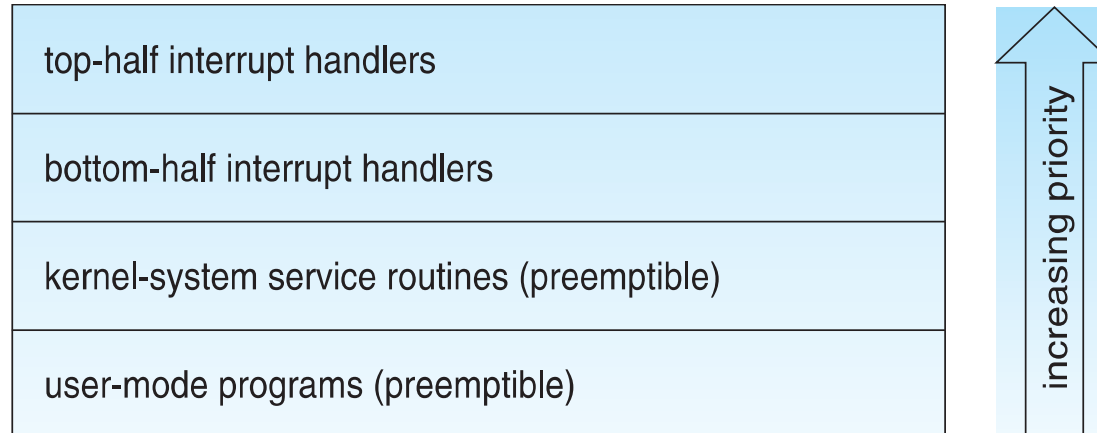 top-half interrupt handlers
bottom-half interrupt handlers
kernel-system service routines (preemptible)
user-mode programs (preemptible)
increasing priority